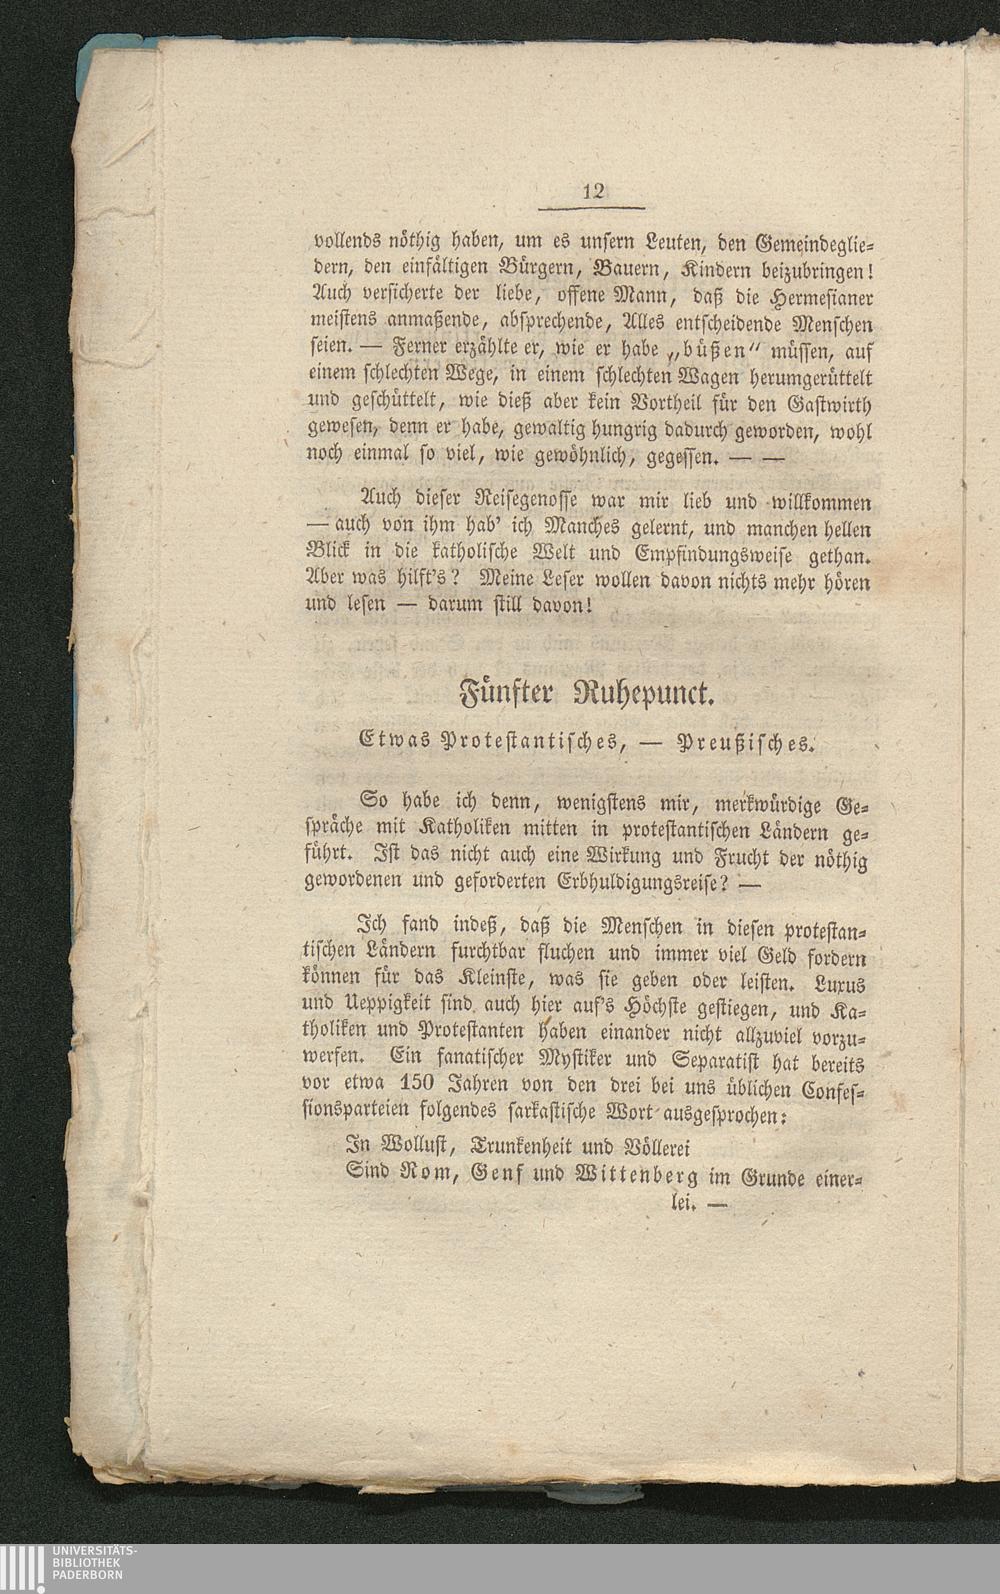 12
vollends nöthig haben, um es unsern Leuten, den Gemeindeglie-
dern, den einfältigen Bürgern, Bauern, Kindern beizubringen!
Auch versicherte der liebe, offene Mann, daß die Hermesianer
meistens anmaßende, absprechende, Alles entscheidende Menschen
seien. — Ferner erzählte er, wie er habe „büßen“ müssen, auf
einem schlechten Wege, in einem schlechten Wagen herumgerüttelt
und geschüttelt, wie dieß aber kein Vortheil für den Gastwirth
gewesen, denn er habe, gewaltig hungrig dadurch geworden, wohl
noch einmal so viel, wie gewöhnlich, gegessen. — —
Auch dieser Reisegenosse war mir lieb und willkommen
— auch von ihm hab' ich Manches gelernt, und manchen hellen
Blick in die katholische Welt und Empfindungsweise gethan.
Aber was hilft's? Meine Leser wollen davon nichts mehr hören
und lesen — darum still davon!
Fünfter Ruhepunct.
Etwas Protestantisches, — Preußisches.
So habe ich denn, wenigstens mir, merkwürdige Ge-
spräche mit Katholiken mitten in protestantischen Ländern ge-
führt. Ist das nicht auch eine Wirkung und Frucht der nöthig
gewordenen und geforderten Erbhuldigungsreise? —
Ich fand indeß, daß die Menschen in diesen protestan-
tischen Ländern furchtbar fluchen und immer viel Geld fordern
können für das Kleinste, was sie geben oder leisten. Luxus
und Ueppigkeit sind auch hier auf's Höchste gestiegen, und Ka-
tholiken und Protestanten haben einander nicht allzuviel vorzu-
werfen. Ein fanatischer Mystiker und Separatist hat bereits
vor etwa 150 Jahren von den drei bei uns üblichen Confes-
sionsparteien folgendes sarkastische Wort ausgesprochen:
In Wollust, Trunkenheit und Völlerei
Sind Rom, Genf und Wittenberg im Grunde einer-
lei. —
UNIVERSITÄTS-
BIBLIOTHEK
PADERBORN